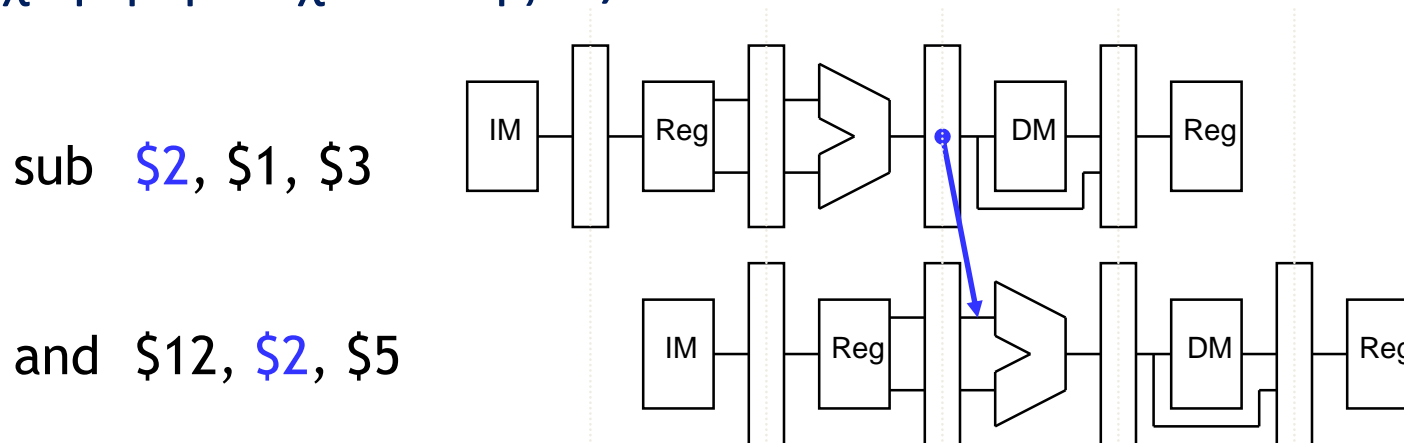 IM Reg DM Reg
sub $2, $1, $3
IM Reg DM Reg
and $12, $2, $5